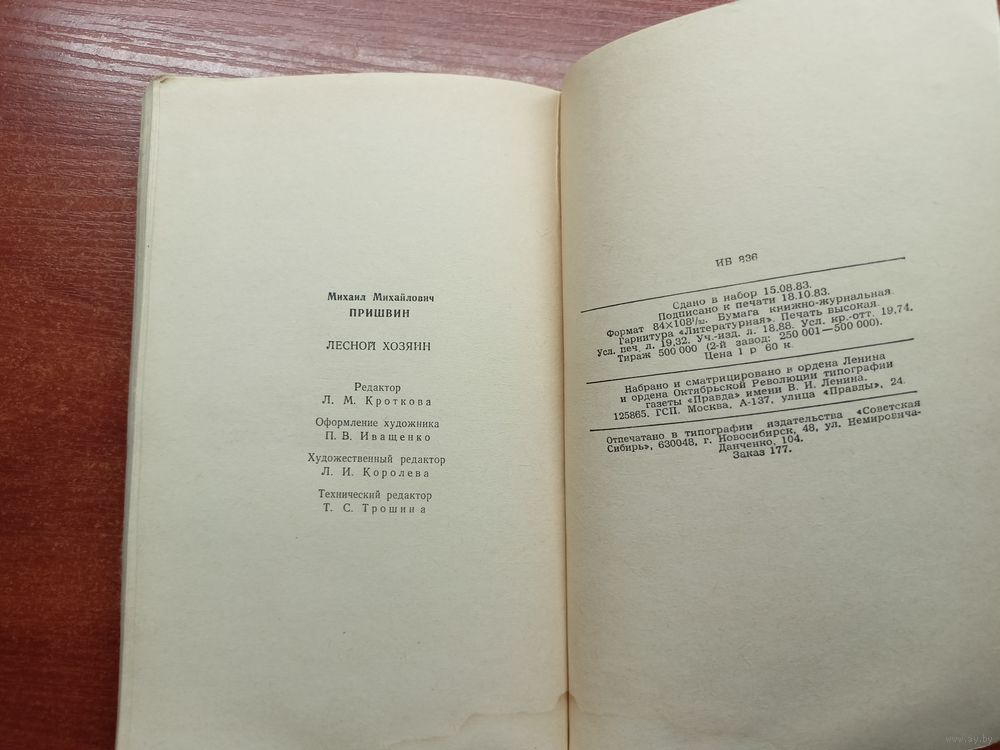 Михаил Михайлович
ПРИШВИН
ЛЕСНОЙ ХОЗЯИН
Редактор
Л. М. Кроткова
Оформление художника
П. В. Иващенко
Художественный редактор
Л. И. Королева
Технический редактор
Т. С. Трошина
ИБ 836
Сдано в набор 15.08.83.
Подписано к печати 18.10.83.
Формат 84×108¹/₃₂. Бумага книжно-журнальная.
Гарнитура «Литературная». Печать высокая.
Усл. печ. л. 19,32. Уч.-изд. л. 18,88. Усл. кр.-отт. 19,74.
Тираж 500 000 (2-й завод: 250 001—500 000).
Цена 1 р 60 к.
Набрано и сматрицировано в ордена Ленина
и ордена Октябрьской Революции типографии
газеты «Правда» имени В. И. Ленина.
125865. ГСП. Москва, А-137, улица «Правды», 24.
Отпечатано в типографии издательства «Советская
Сибирь», 630048, г. Новосибирск, 48, ул. Немировича-
Данченко, 104.
Заказ 177.
www.ay.by